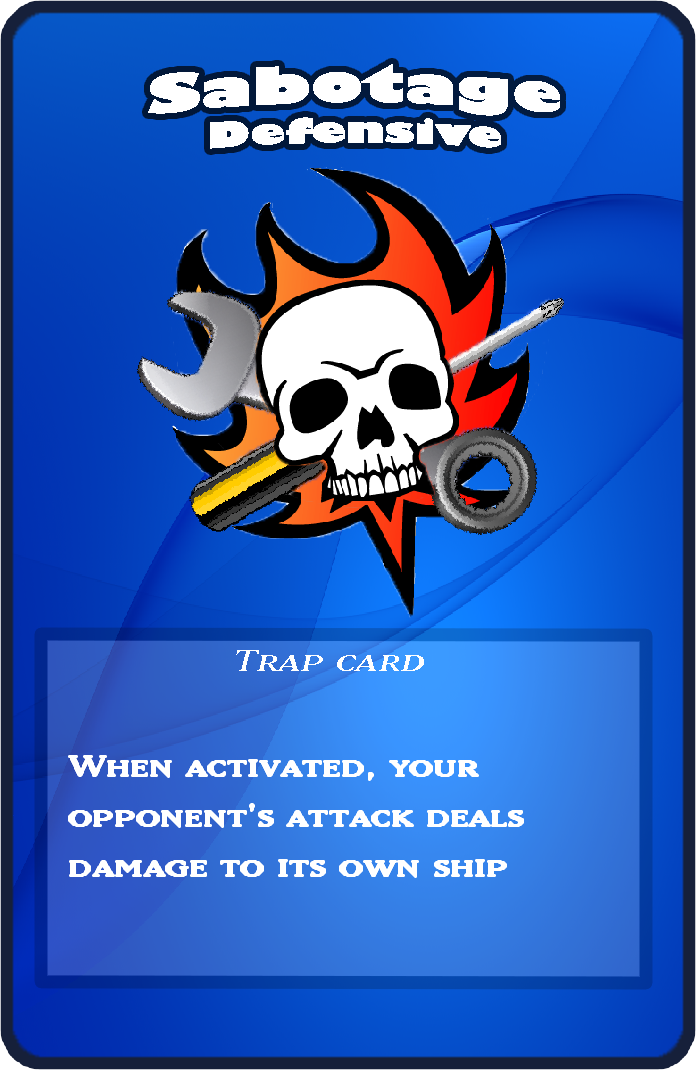 Sabotage
Defensive
Trap card
When activated, your
opponent's attack deals
damage to its own ship